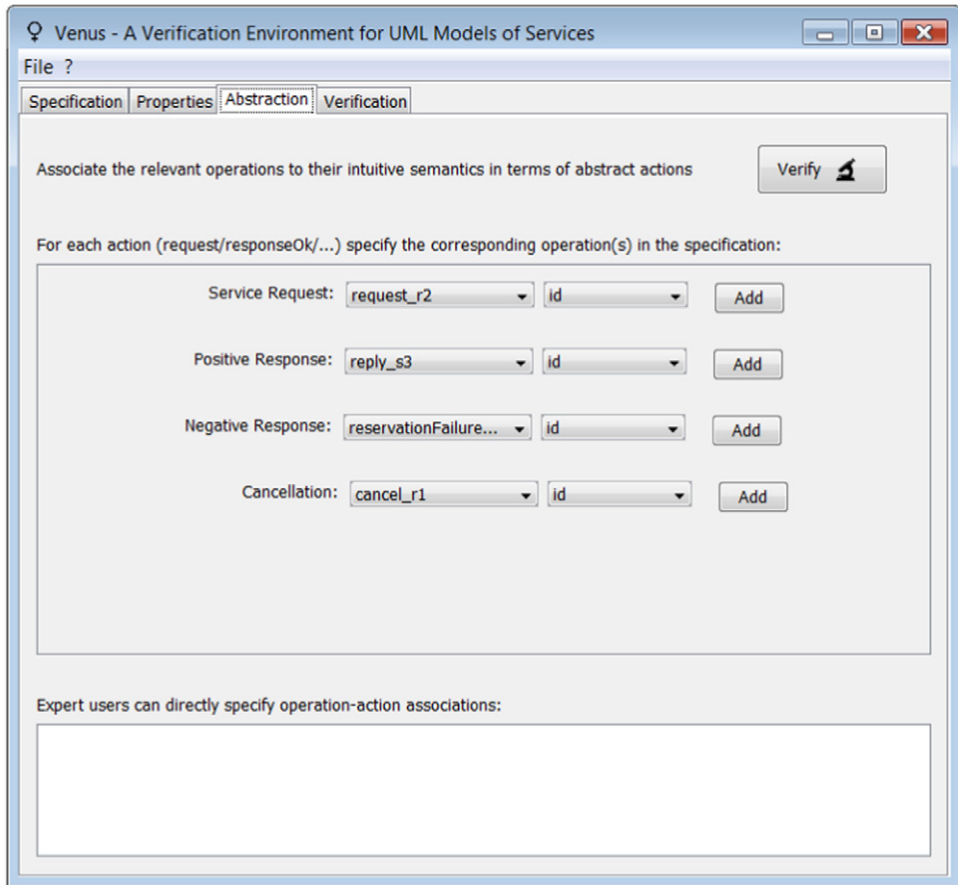 Venus - A Verification Environment for UML Models of Services
File ?
Specification Properties Abstraction Verification
Associate the relevant operations to their intuitive semantics in terms of abstract actions Verify
For each action (request/responseOk/...) specify the corresponding operation(s) in the specification:
Service Request: request_r2 id Add
Positive Response: reply_s3 id Add
Negative Response: reservationFailure... id Add
Cancellation: cancel_r1 id Add
Expert users can directly specify operation-action associations: